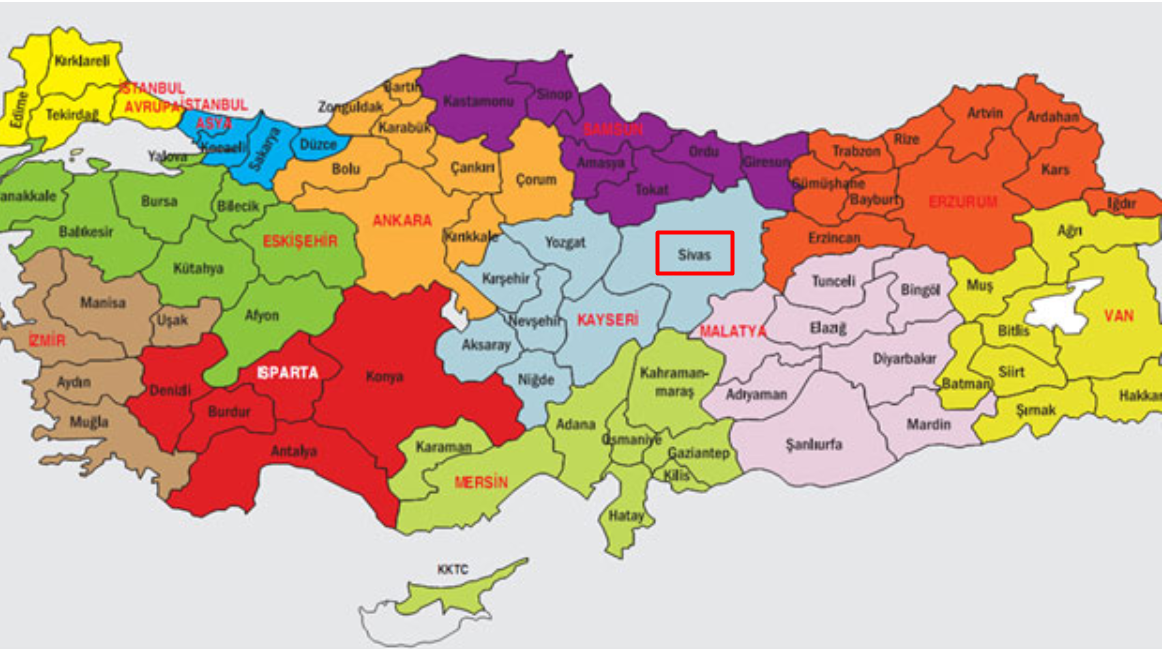 Kırklareli
Edirne
Tekirdağ
İSTANBUL
AVRUPA
İSTANBUL
ASYA
Kocaeli
Sakarya
Düzce
Yalova
Zonguldak
Bartın
Karabük
Kastamonu
Sinop
SAMSUN
Bolu
Çankırı
Çorum
Amasya
Tokat
Ordu
Giresun
Trabzon
Rize
Artvin
Ardahan
Gümüşhane
Bayburt
ERZURUM
Kars
Iğdır
anakkale
Balıkesir
Bursa
Bilecik
ESKİŞEHİR
Kütahya
Afyon
ANKARA
Kırıkkale
Yozgat
Sivas
Erzincan
Ağrı
Manisa
Uşak
İZMİR
Aydın
Muğla
Denizli
ISPARTA
Burdur
Antalya
Konya
Kırşehir
Nevşehir
Aksaray
Niğde
KAYSERİ
MALATYA
Tunceli
Bingöl
Elazığ
Diyarbakır
Adıyaman
Şanlıurfa
Mardin
Muş
Bitlis
VAN
Siirt
Batman
Şırnak
Hakkar
Karaman
MERSİN
Adana
Kahraman-
maraş
Osmaniye
Gaziantep
Kilis
Hatay
KKTC